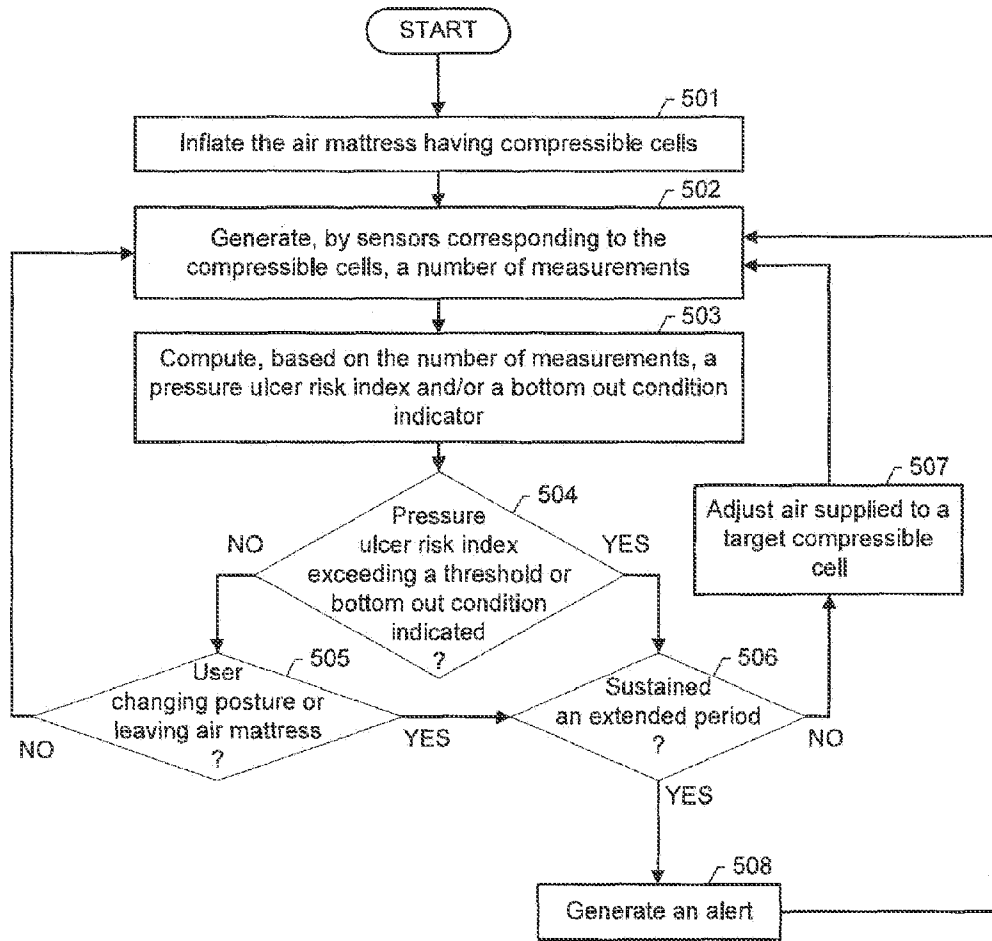 START
501
Inflate the air mattress having compressible cells
502
Generate, by sensors corresponding to the
compressible cells, a number of measurements
503
Compute, based on the number of measurements, a
pressure ulcer risk index and/or a bottom out condition
indicator
504
Pressure
ulcer risk index
exceeding a threshold or
bottom out condition
indicated
?
NO
YES
507
Adjust air supplied to a
target compressible
cell
505
User
changing posture or
leaving air mattress
?
NO
YES
506
Sustained
an extended period
?
NO
YES
508
Generate an alert